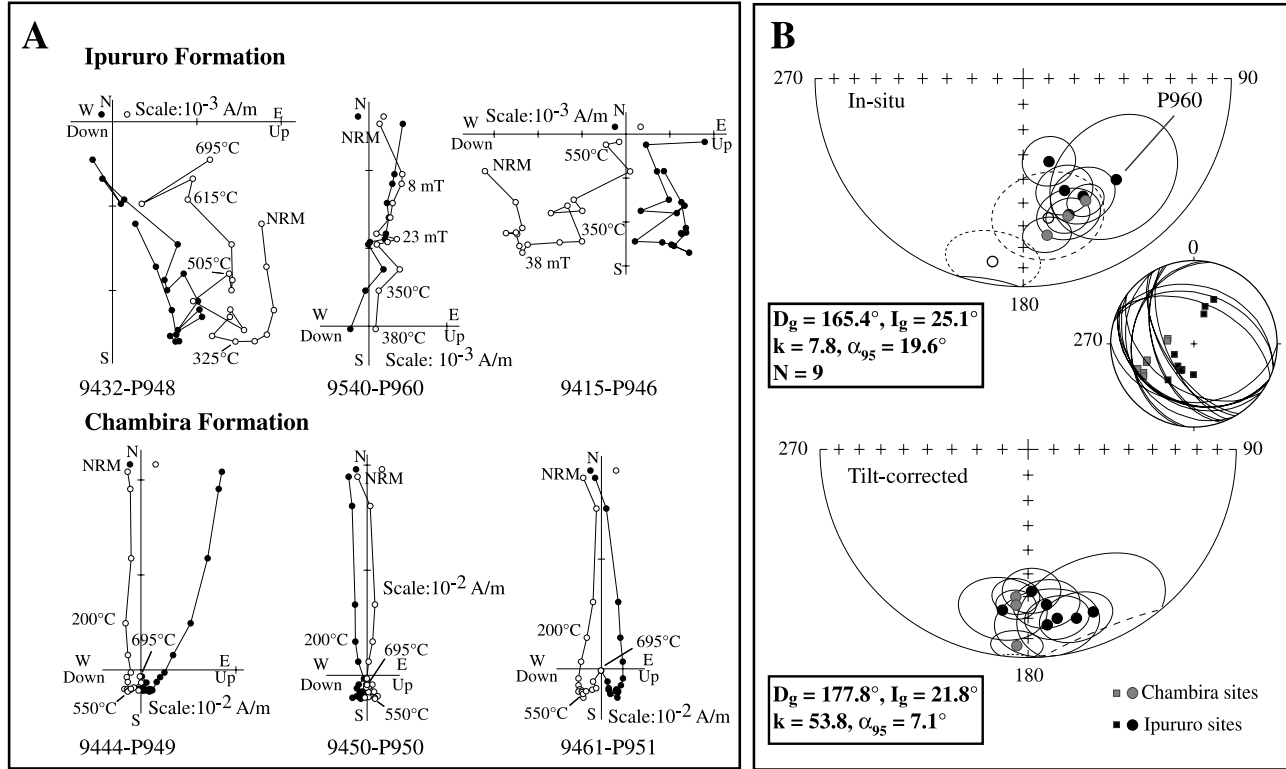 A
Ipururo Formation
N
W
Scale:10-3 A/m
E
Down
Up
695°C
615°C
NRM
505°C
325°C
S
9432-P948
N
NRM
8 mT
23 mT
350°C
W
E
Down
Up
380°C
S
Scale: 10-3 A/m
9540-P960
W
Scale:10-3 A/m
N
E
Down
Up
550°C
NRM
350°C
38 mT
S
9415-P946
Chambira Formation
N
NRM
200°C
695°C
W
E
Down
Up
550°C
S
Scale:10-2 A/m
9444-P949
N
NRM
Scale:10-2 A/m
200°C
695°C
W
E
Down
Up
550°C
S
9450-P950
N
NRM
200°C
695°C
W
E
Down
Up
550°C
S
Scale:10-2 A/m
9461-P951
B
270
90
In-situ
P960
180
Dg = 165.4°, Ig = 25.1°
k = 7.8, α95 = 19.6°
N = 9
0
270
270
90
Tilt-corrected
180
Dg = 177.8°, Ig = 21.8°
k = 53.8, α95 = 7.1°
Chambira sites
Ipururo sites